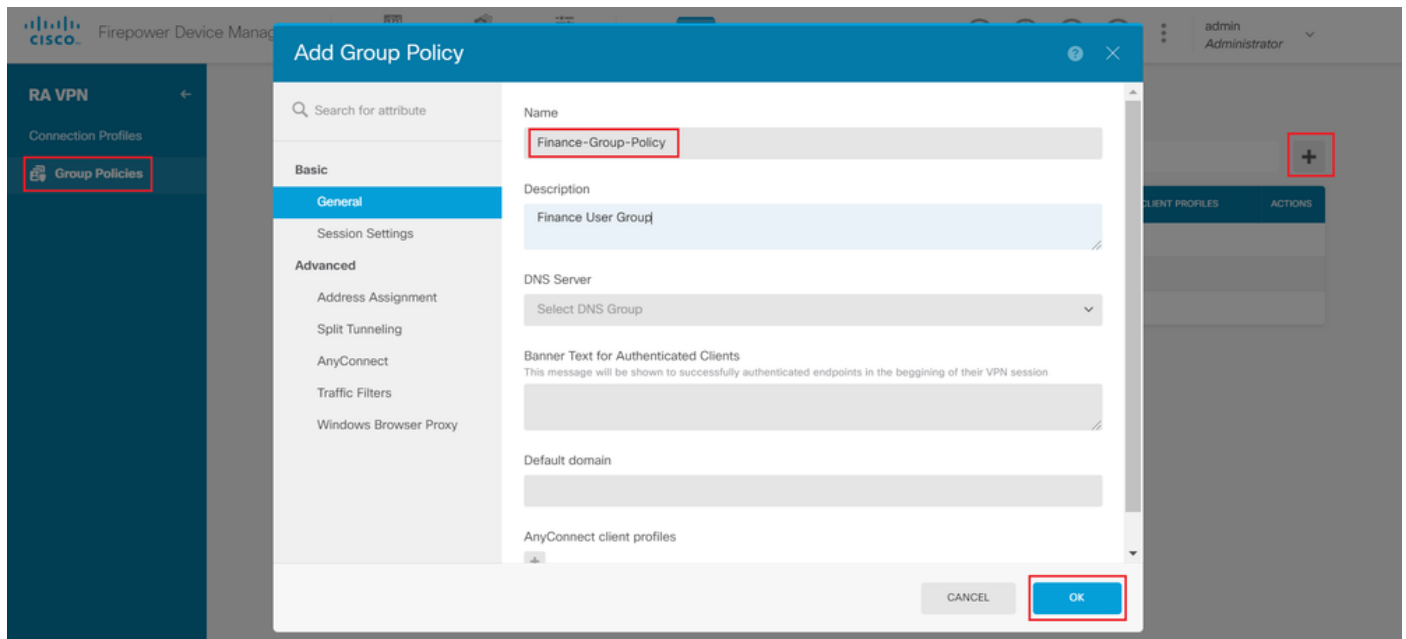 CISCO
Firepower Device Manag
admin
Administrator
RA VPN
Connection Profiles
Group Policies
Add Group Policy
Search for attribute
Basic
General
Session Settings
Advanced
Address Assignment
Split Tunneling
AnyConnect
Traffic Filters
Windows Browser Proxy
Name
Finance-Group-Policy
Description
Finance User Group
DNS Server
Select DNS Group
Banner Text for Authenticated Clients
This message will be shown to successfully authenticated endpoints in the beggining of their VPN session
Default domain
AnyConnect client profiles
CANCEL
OK
CLIENT PROFILES
ACTIONS